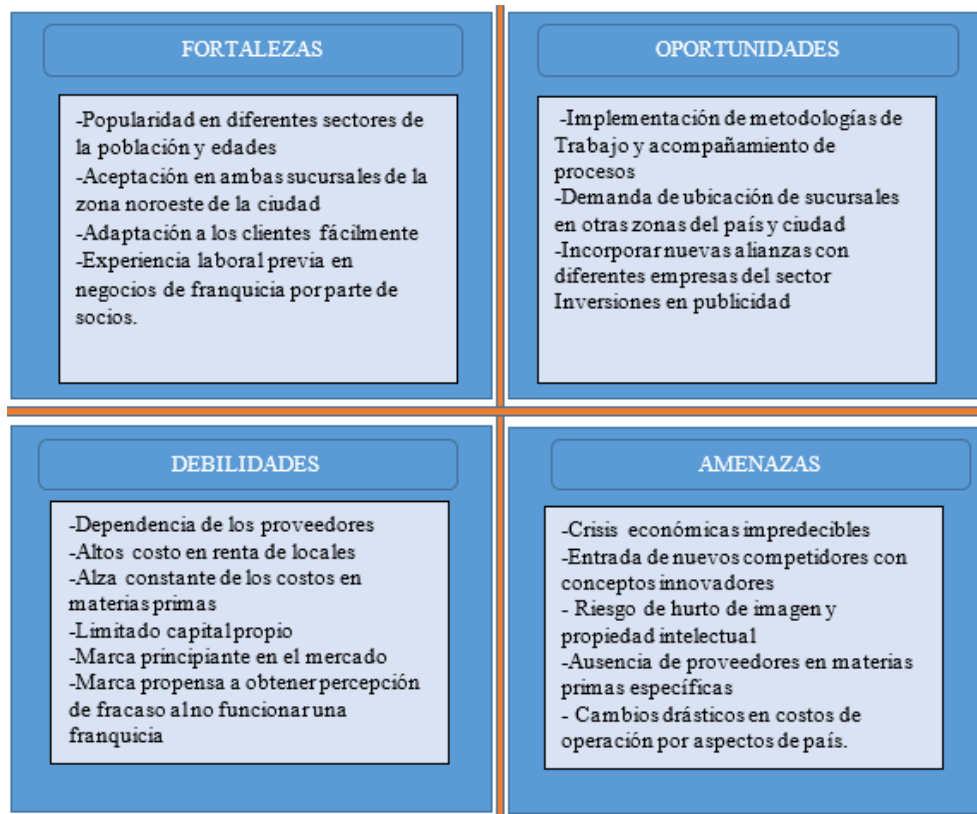 FORTALEZAS
-Popularidad en diferentes sectores de
la población y edades
-Aceptación en ambas sucursales de la
zona noroeste de la ciudad
-Adaptación a los clientes fácilmente
-Experiencia laboral previa en
negocios de franquicia por parte de
socios.
OPORTUNIDADES
-Implementación de metodologías de
Trabajo y acompañamiento de
procesos
-Demanda de ubicación de sucursales
en otras zonas del país y ciudad
-Incorporar nuevas alianzas con
diferentes empresas del sector
Inversiones en publicidad
DEBILIDADES
-Dependencia de los proveedores
-Altos costo en renta de locales
-Alza constante de los costos en
materias primas
-Limitado capital propio
-Marca principiante en el mercado
-Marca propensa a obtener percepción
de fracaso al no funcionar una
franquicia
AMENAZAS
-Crisis económicas impredecibles
-Entrada de nuevos competidores con
conceptos innovadores
- Riesgo de hurto de imagen y
propiedad intelectual
-Ausencia de proveedores en materias
primas específicas
- Cambios drásticos en costos de
operación por aspectos de país.